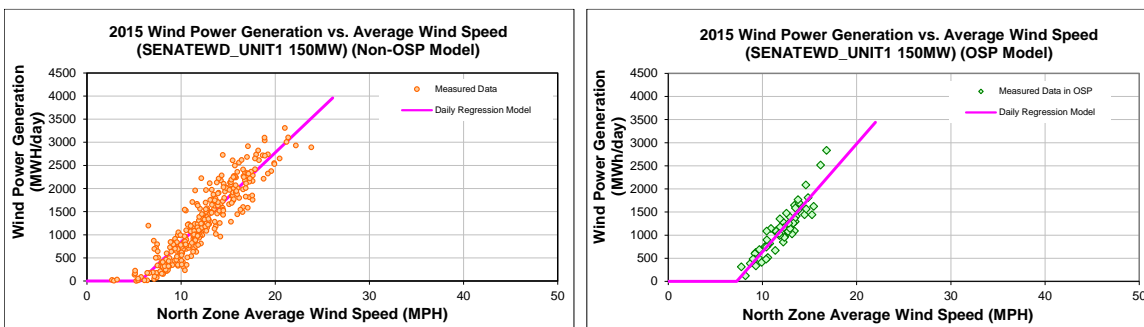 2015 Wind Power Generation vs. Average Wind Speed
(SENATEWD_UNIT1 150MW) (Non-OSP Model)
Wind Power Generation
(MWH/day)
4500
4000
3500
3000
2500
2000
1500
1000
500
0
Measured Data
Daily Regression Model
0 10 20 30 40 50
North Zone Average Wind Speed (MPH)
2015 Wind Power Generation vs. Average Wind Speed
(SENATEWD_UNIT1 150MW) (OSP Model)
Wind Power Generation
(MWh/day)
4500
4000
3500
3000
2500
2000
1500
1000
500
0
Measured Data in OSP
Daily Regression Model
0 10 20 30 40 50
North Zone Average Wind Speed (MPH)